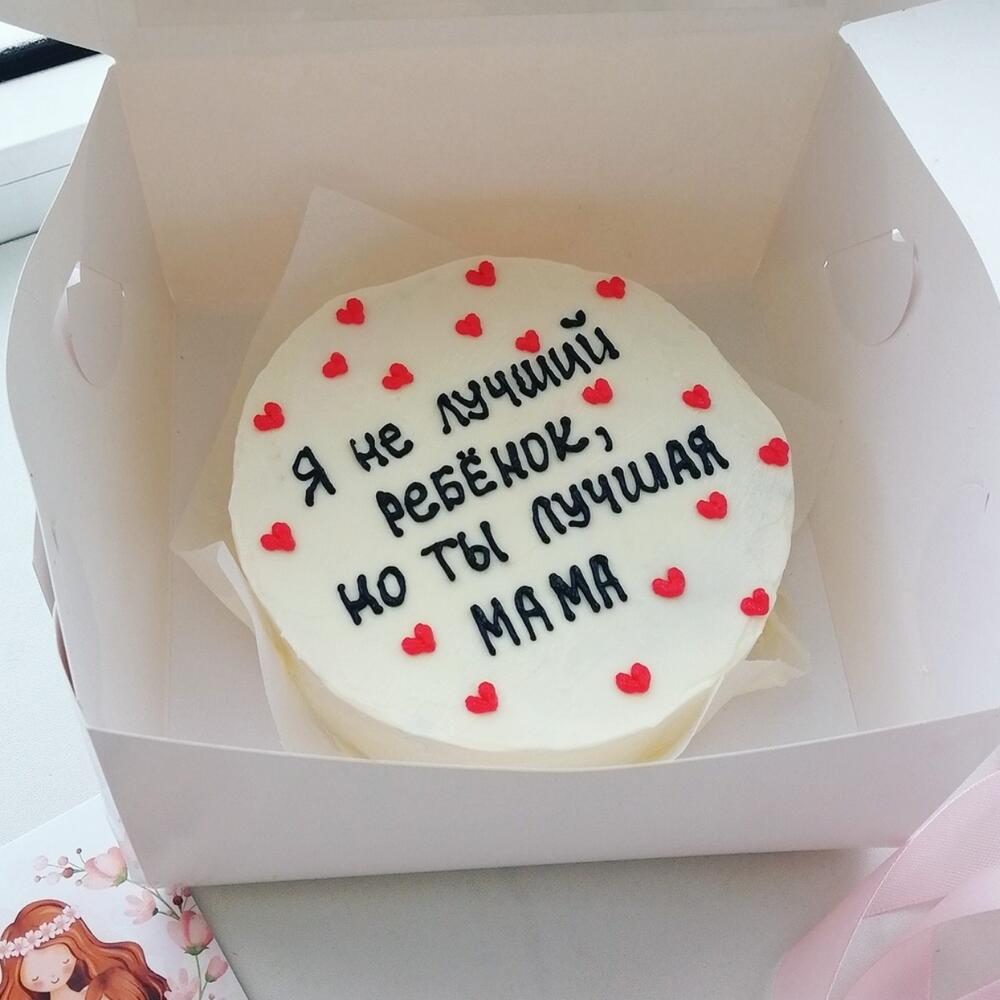 Я не лучший
ребёнок,
но ты лучшая
мама